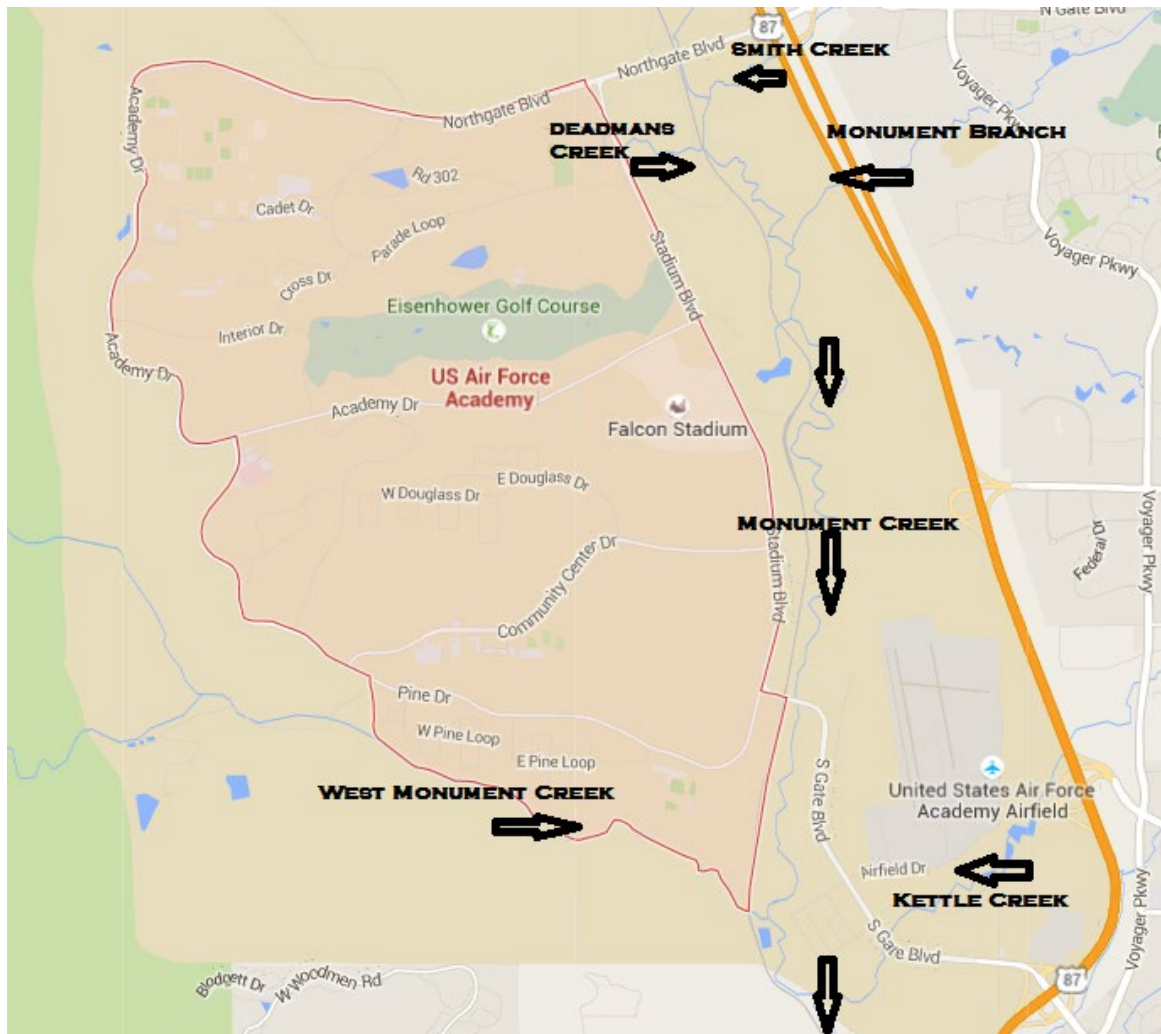 N Gate Blvd
87
Northgate Blvd
SMITH CREEK
Voyager Pkwy
Academy Dr
Northgate Blvd
DEADMANS
CREEK
MONUMENT BRANCH
Rd 302
Cadet Dr
Parade Loop
Stadium Blvd
Voyager Pkwy
Cross Dr
Eisenhower Golf Course
Interior Dr
Academy Dr
US Air Force
Academy
Academy Dr
Falcon Stadium
E Douglass Dr
W Douglass Dr
MONUMENT CREEK
Community Center Dr
Stadium Blvd
Federal Dr
Voyager Pkwy
Pine Dr
W Pine Loop
E Pine Loop
S Gate Blvd
WEST MONUMENT CREEK
United States Air Force
Academy Airfield
Airfield Dr
KETTLE CREEK
S Gate Blvd
Voyager Pkwy
Blodgett Dr
W Woodmen Rd
87